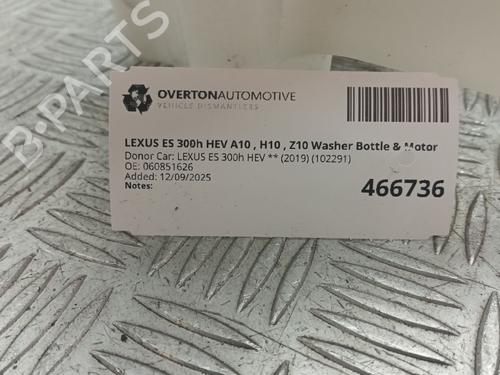 B-PARTS
OVERTONAUTOMOTIVE
VEHICLE DISMANTLERS
LEXUS ES 300h HEV A10 , H10 , Z10 Washer Bottle & Motor
Donor Car: LEXUS ES 300h HEV ** (2019) (102291)
OE: 060851626
Added: 12/09/2025
Notes:
466736